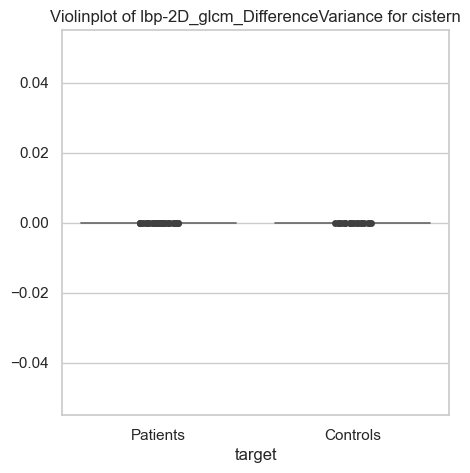 Violinplot of lbp-2D_glcm_DifferenceVariance for cistern
0.04
0.02
0.00
−0.02
−0.04
Patients
Controls
target